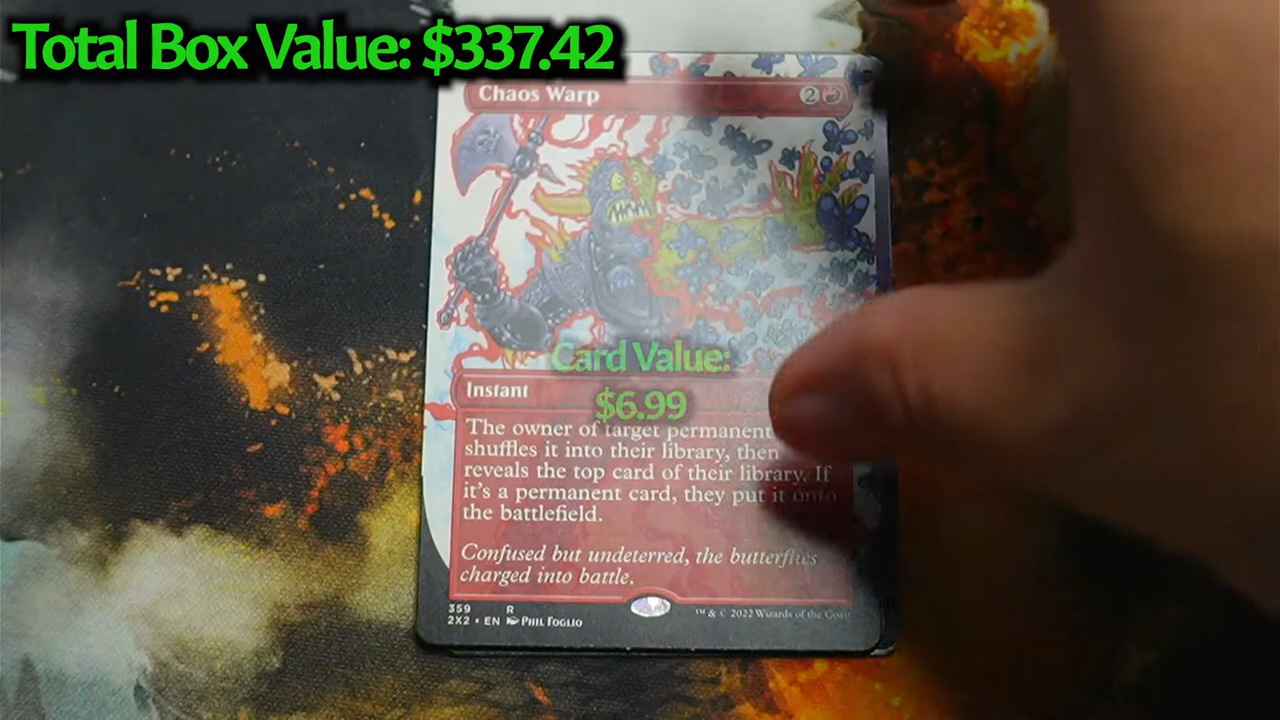 Total Box Value: $337.42
Chaos Warp
2
Card Value:
$6.99
Instant
The owner of target permanent
shuffles it into their library, then
reveals the top card of their library. If
it's a permanent card, they put it onto
the battlefield.
Confused but undeterred, the butterflies
charged into battle.
359 R
2X2 • EN PHIL FOGLIO
™ & © 2022 Wizards of the Coast